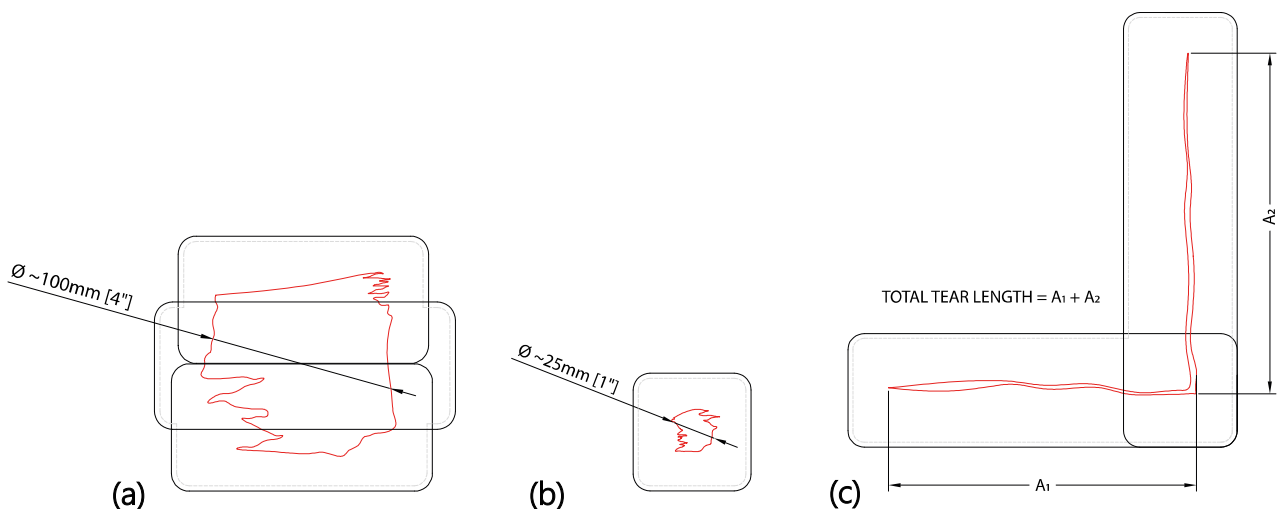 Ø ~100mm [4"]
(a)
Ø ~25mm [1"]
(b)
TOTAL TEAR LENGTH = A₁ + A₂
A₂
A₁
(c)